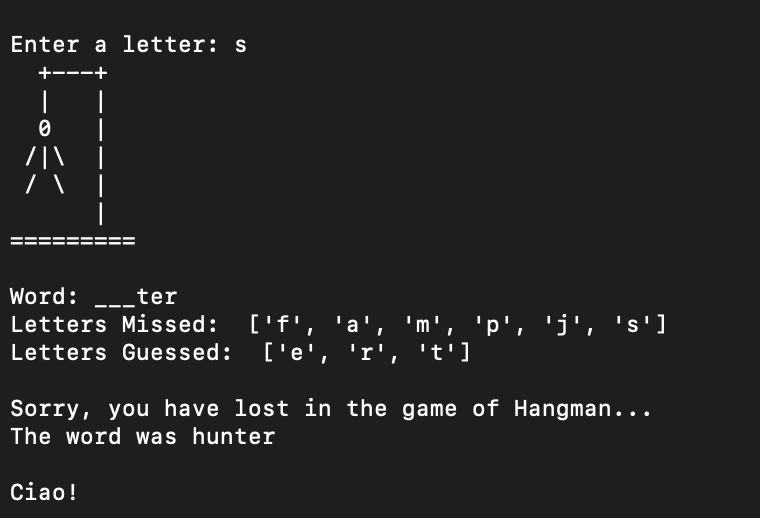 Enter a letter: s
  +---+
  |   |
  0   |
 /|\  |
 / \  |
      |
=========

Word: ___ter
Letters Missed:  ['f', 'a', 'm', 'p', 'j', 's']
Letters Guessed:  ['e', 'r', 't']

Sorry, you have lost in the game of Hangman...
The word was hunter

Ciao!